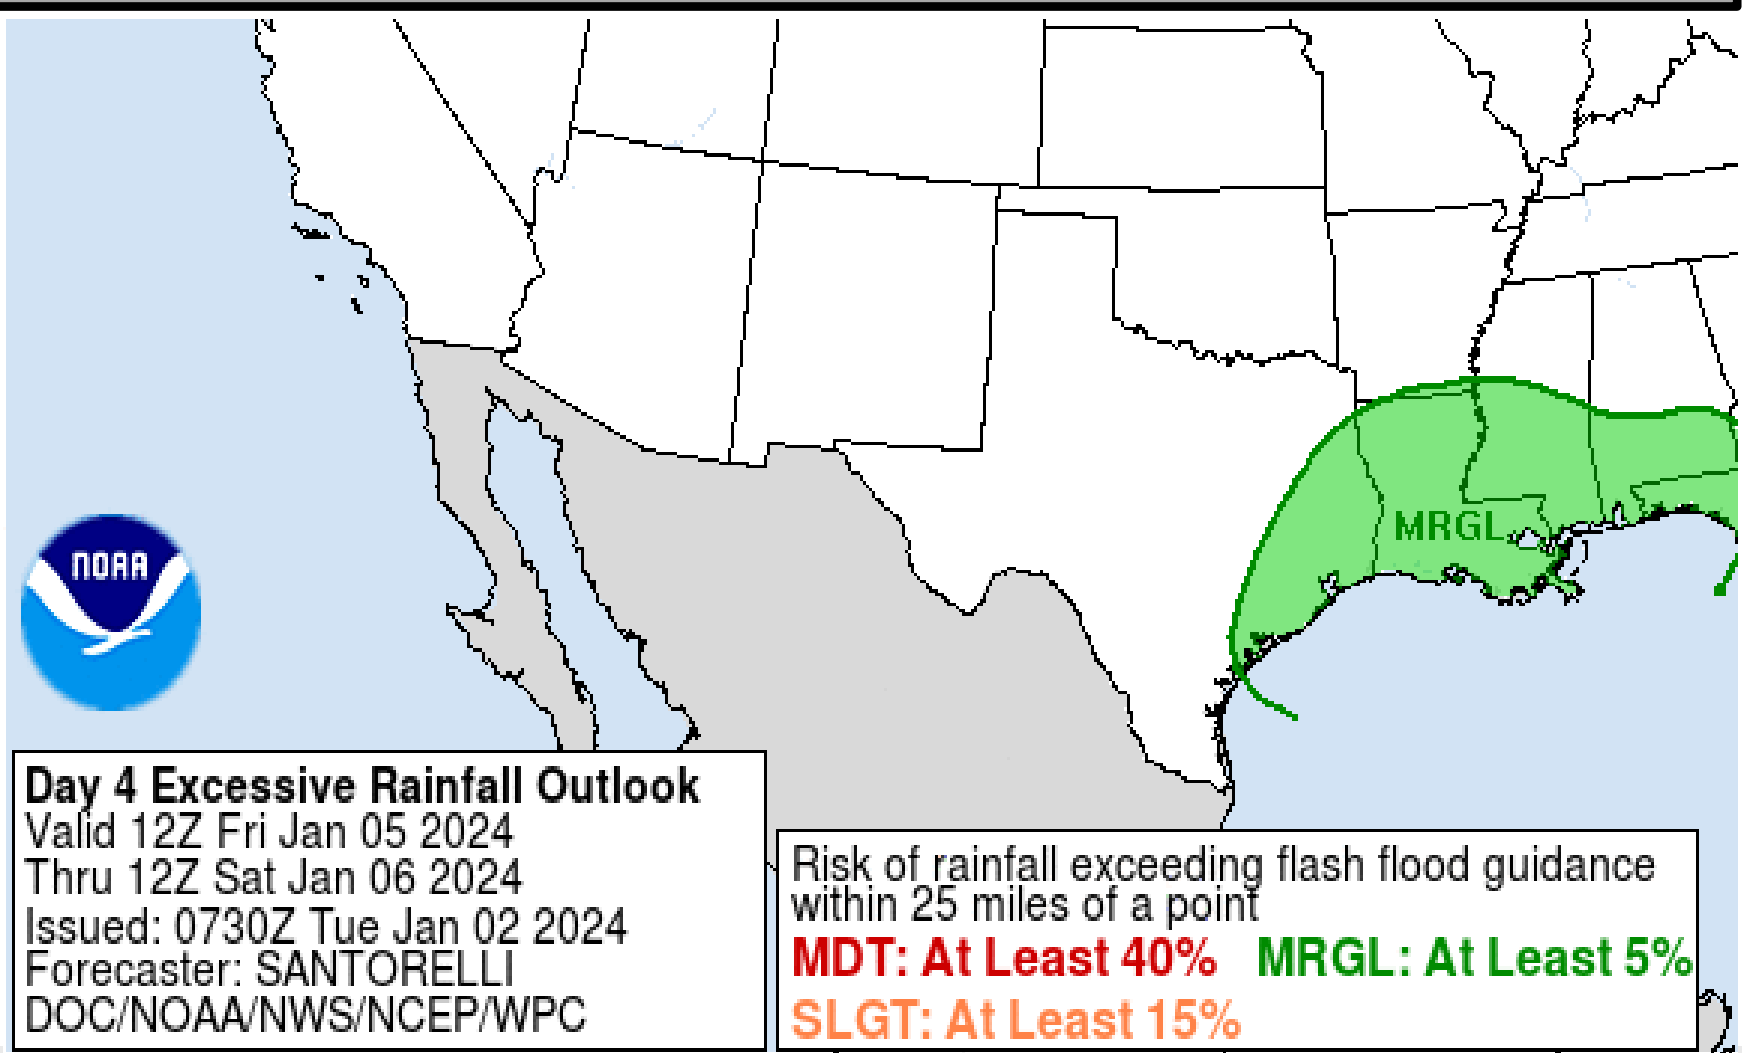 MRGL
NOAA
Day 4 Excessive Rainfall Outlook
Valid 12Z Fri Jan 05 2024
Thru 12Z Sat Jan 06 2024
Issued: 0730Z Tue Jan 02 2024
Forecaster: SANTORELLI
DOC/NOAA/NWS/NCEP/WPC
Risk of rainfall exceeding flash flood guidance
within 25 miles of a point
MDT: At Least 40% MRGL: At Least 5%
SLGT: At Least 15%